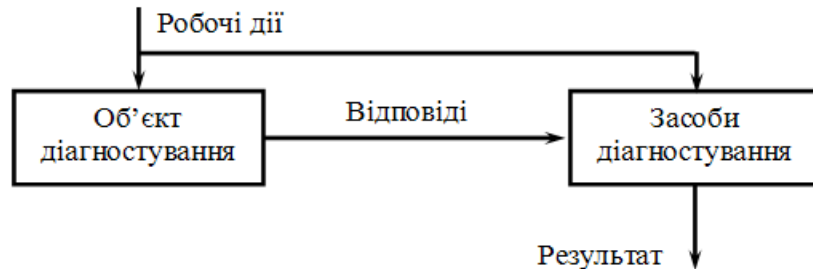 Робочі дії
Об’єкт
діагностування
Відповіді
Засоби
діагностування
Результат